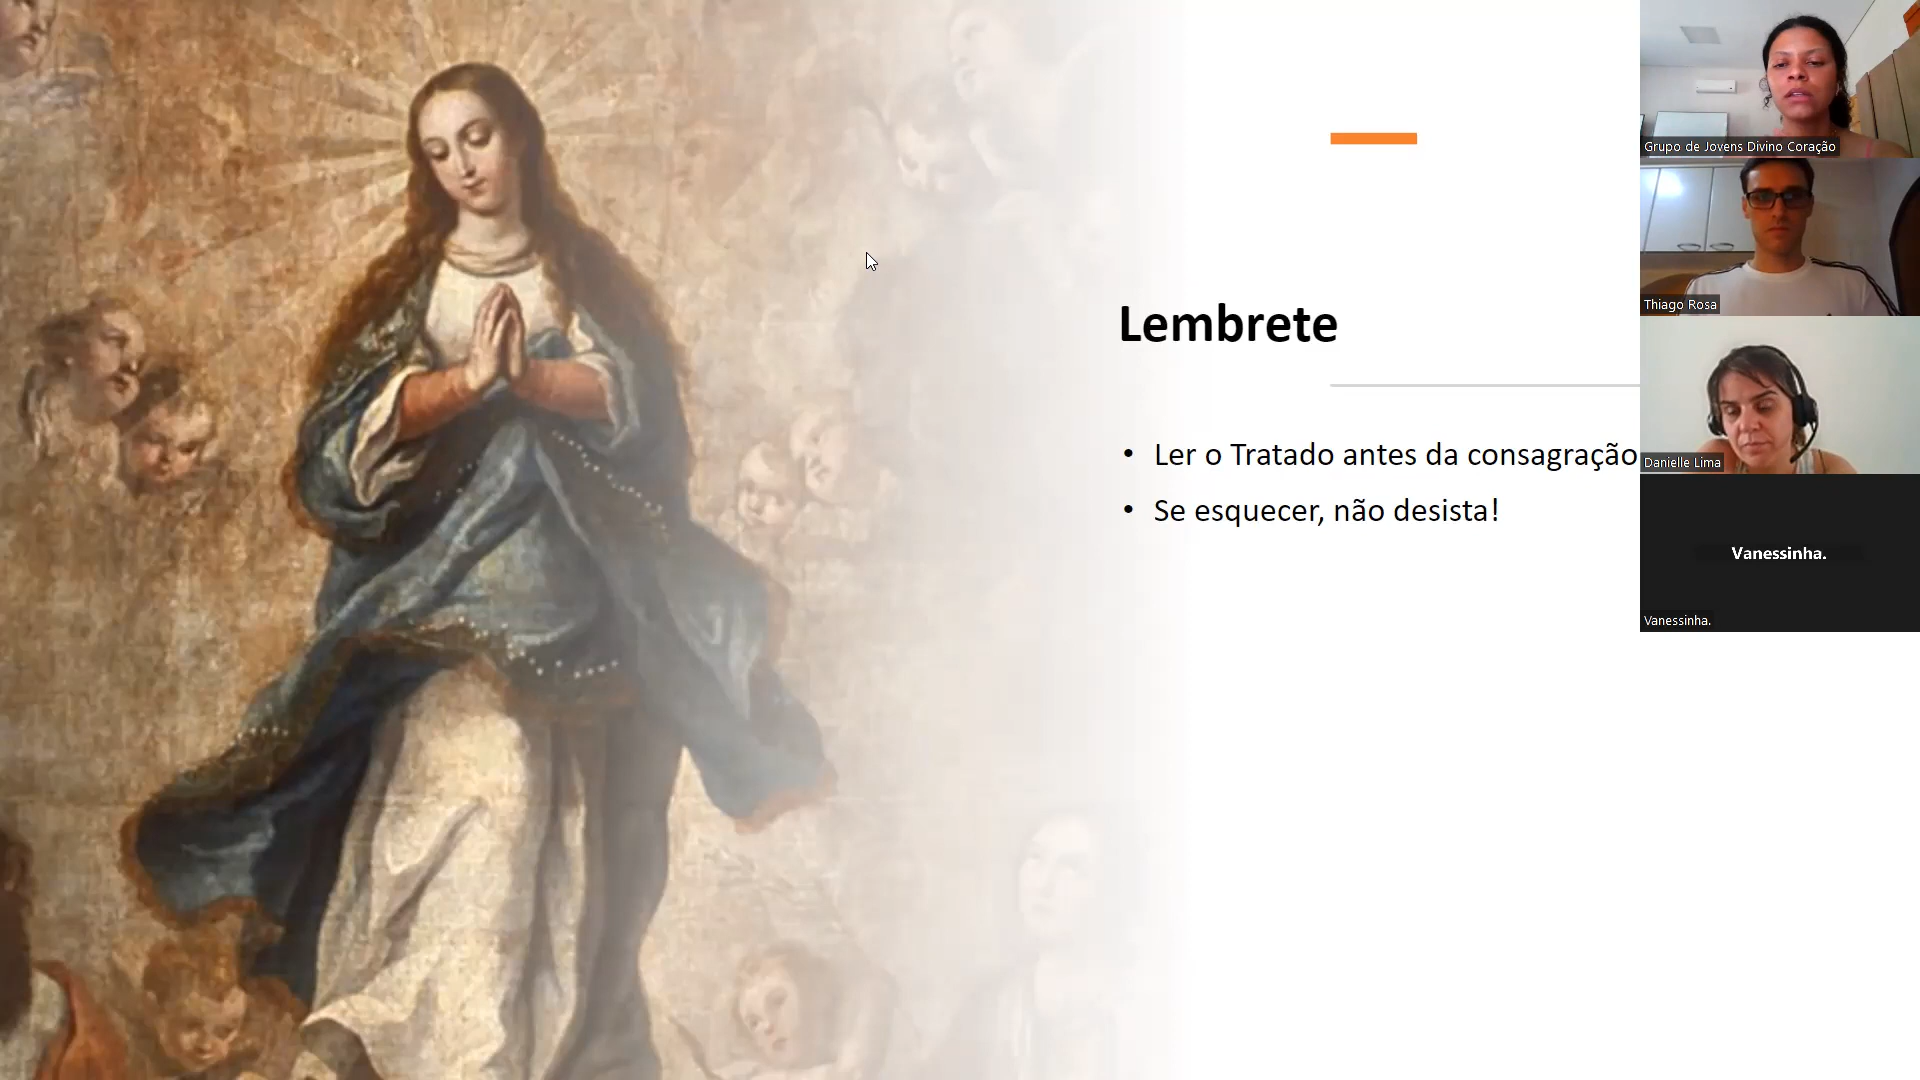 Lembrete
• Ler o Tratado antes da consagração
• Se esquecer, não desista!
Grupo de Jovens Divino Coração
Thiago Rosa
Danielle Lima
Vanessinha.
Vanessinha.